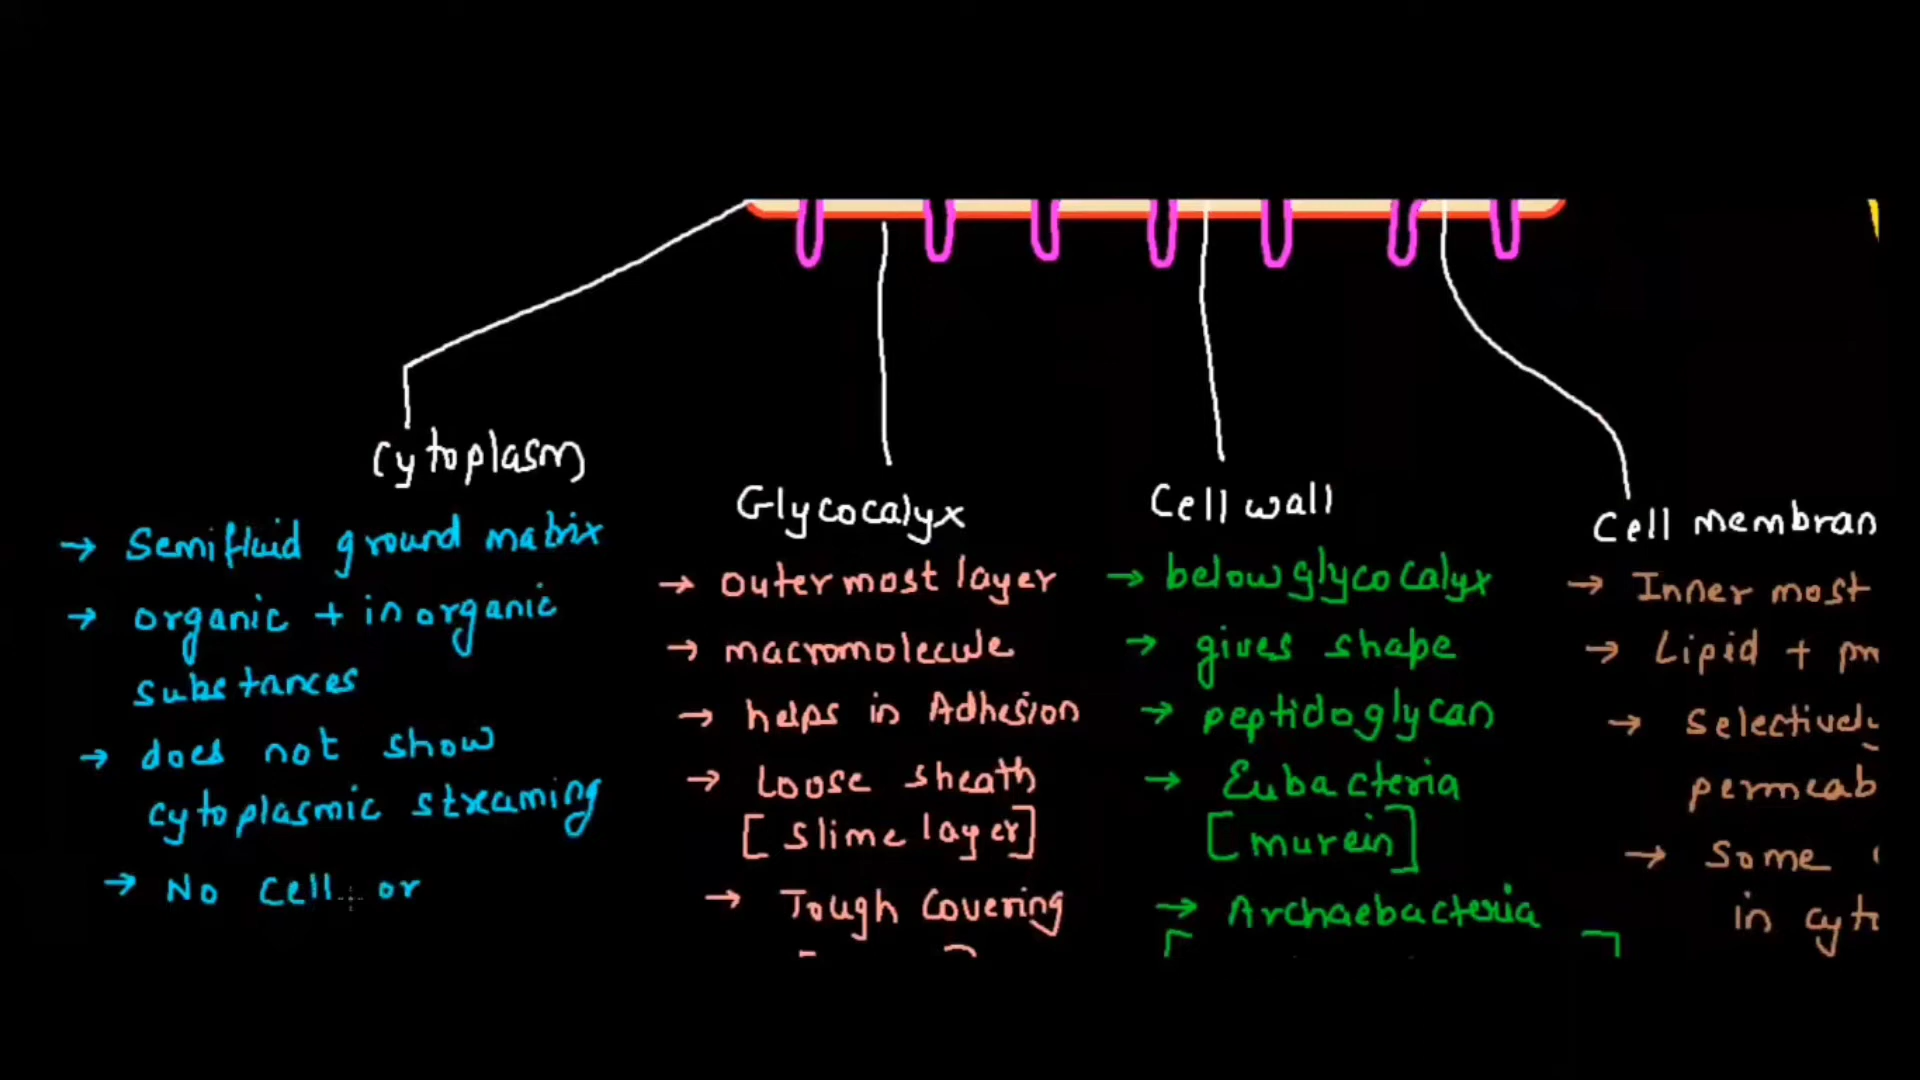 Cytoplasm
→ Semifluid ground matrix
→ organic + inorganic
substances
→ does not show
cytoplasmic streaming
→ No cell or
Glycocalyx
→ outermost layer
→ macromolecule
→ helps in Adhesion
→ Loose sheath
[Slime layer]
→ Tough Covering
Cell wall
→ below glycocalyx
→ gives shape
→ peptidoglycan
→ Eubacteria
[murein]
→ Archaebacteria
Cell membran
→ Inner most
→ Lipid +
→ Selectivel
permeab
→ Some
in cyt